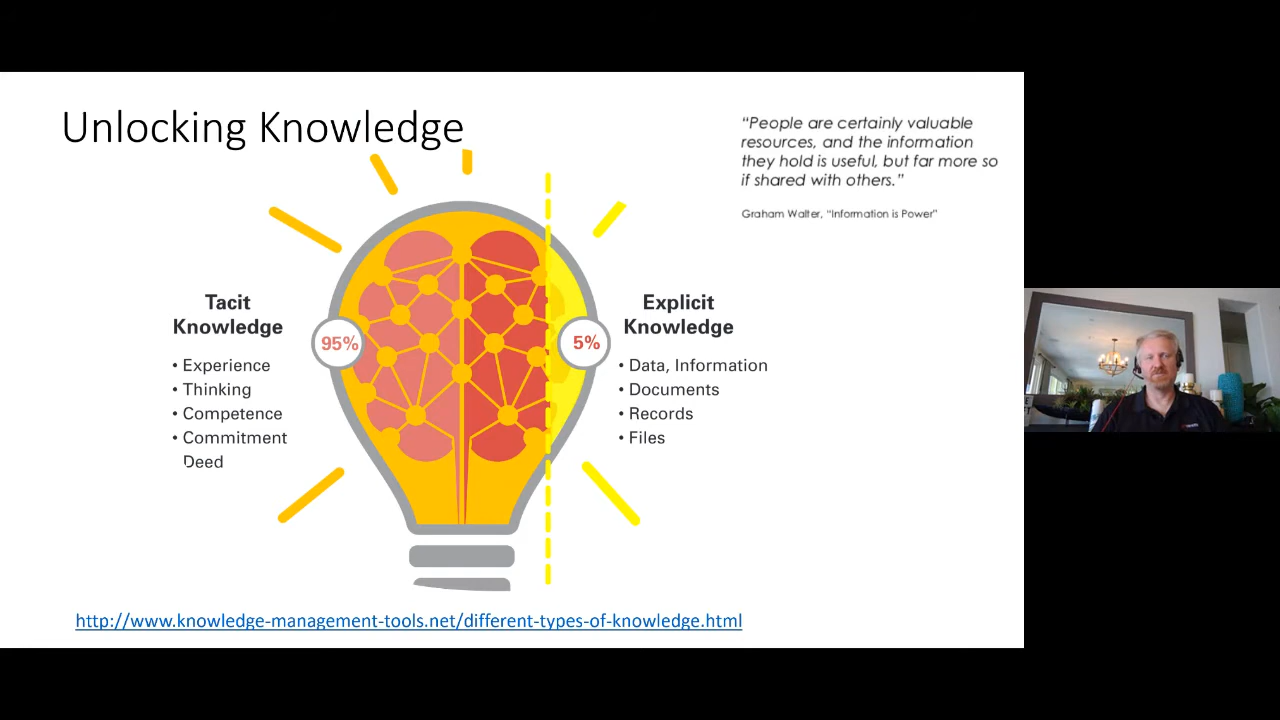 Unlocking Knowledge
“People are certainly valuable
resources, and the information
they hold is useful, but far more so
if shared with others.”
Graham Walter, “Information is Power”
Tacit
Knowledge
95%
• Experience
• Thinking
• Competence
• Commitment
Deed
5%
Explicit
Knowledge
• Data, Information
• Documents
• Records
• Files
http://www.knowledge-management-tools.net/different-types-of-knowledge.html